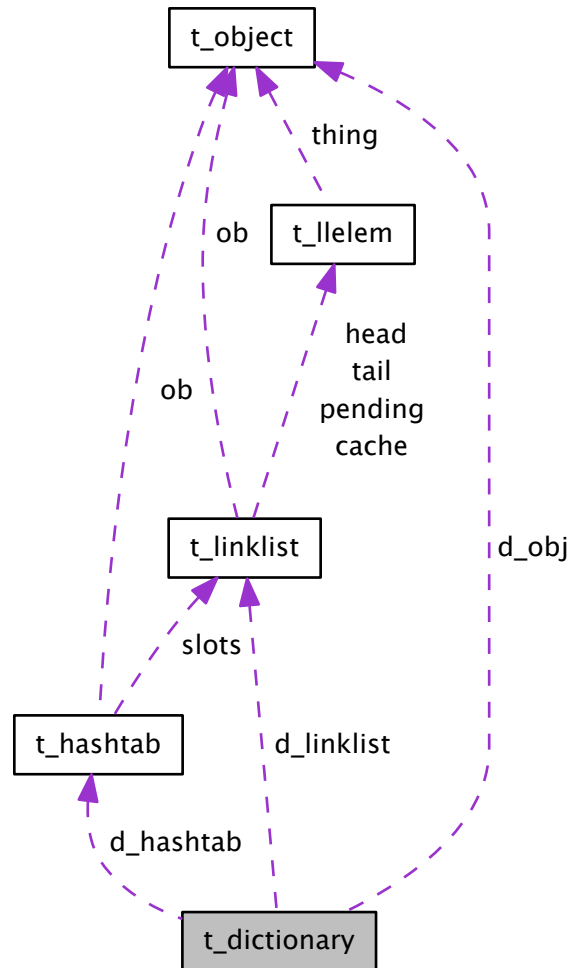 t_object
thing
t_llelem
ob
head
tail
pending
cache
ob
t_linklist
d_obj
slots
t_hashtab
d_linklist
d_hashtab
t_dictionary